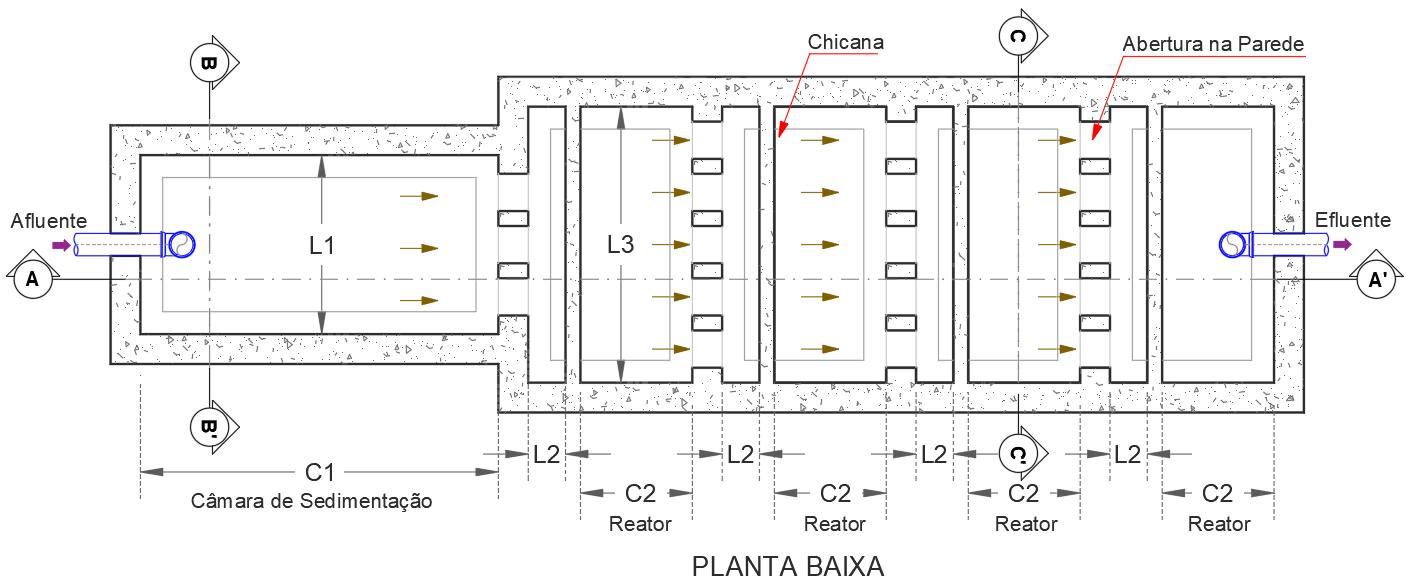 B
C
Chicana
Abertura na Parede
Afluente
L1
L3
Efluente
A
A'
B'
C'
L2
L2
L2
L2
C1
Câmara de Sedimentação
C2
C2
C2
C2
Reator
Reator
Reator
Reator
PLANTA BAIXA